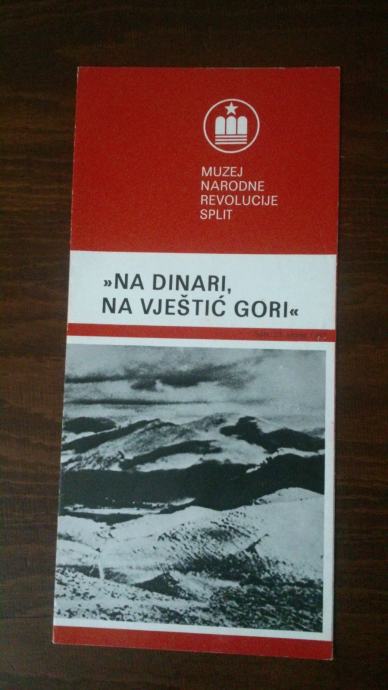 MUZEJ
NARODNE
REVOLUCIJE
SPLIT
»NA DINARI,
NA VJEŠTIĆ GORI«